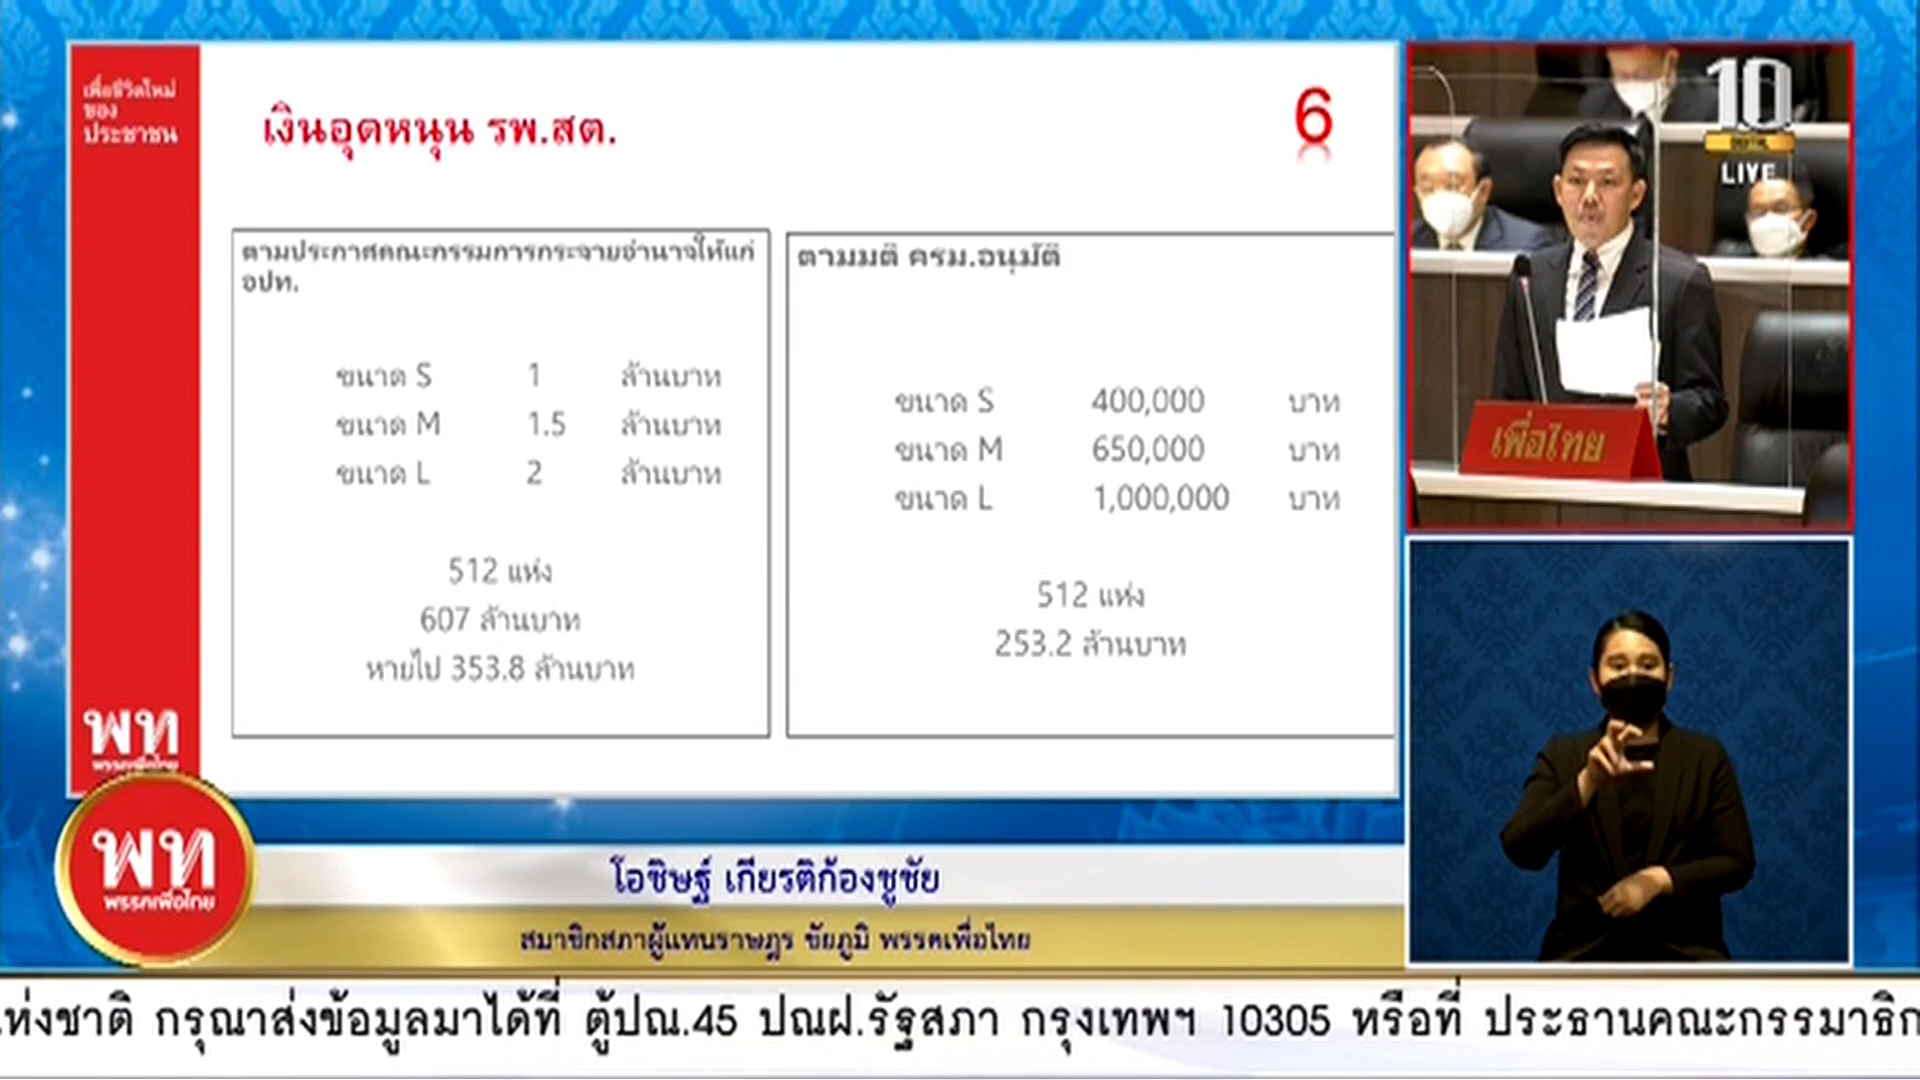 เพื่อชีวิตใหม่
ของ
ประชาชน
เงินอุดหนุน รพ.สต.
6
ตามประกาศคณะกรรมการกระจายอำนาจให้แก่
อปท.
ขนาด S 1 ล้านบาท
ขนาด M 1.5 ล้านบาท
ขนาด L 2 ล้านบาท
512 แห่ง
607 ล้านบาท
หายไป 353.8 ล้านบาท
ตามมติ ครม.อนุมัติ
ขนาด S 400,000 บาท
ขนาด M 650,000 บาท
ขนาด L 1,000,000 บาท
512 แห่ง
253.2 ล้านบาท
พท
พรรคเพื่อไทย
10
LIVE
เพื่อไทย
พท
พรรคเพื่อไทย
โอชิษฐ์ เกียรติก้องชูชัย
สมาชิกสภาผู้แทนราษฎร ชัยภูมิ พรรคเพื่อไทย
แห่งชาติ กรุณาส่งข้อมูลมาได้ที่ ตู้ปณ.45 ปณฝ.รัฐสภา กรุงเทพฯ 10305 หรือที่ ประธานคณะกรรมาธิก